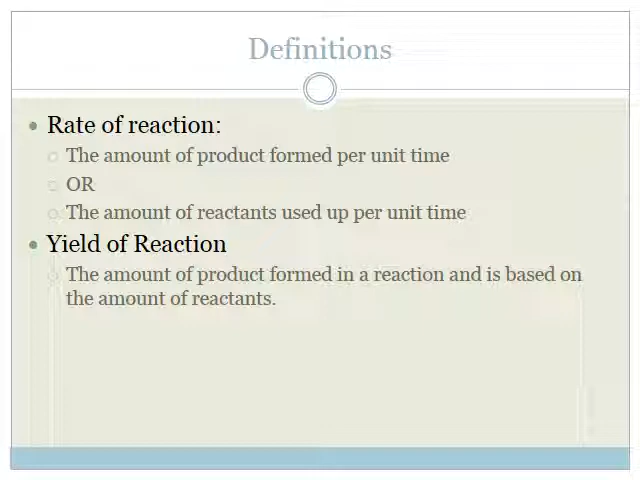 Definitions
Rate of reaction:
The amount of product formed per unit time
OR
The amount of reactants used up per unit time
Yield of Reaction
The amount of product formed in a reaction and is based on
the amount of reactants.